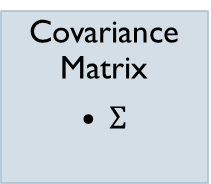 Covariance
Matrix
• Σ